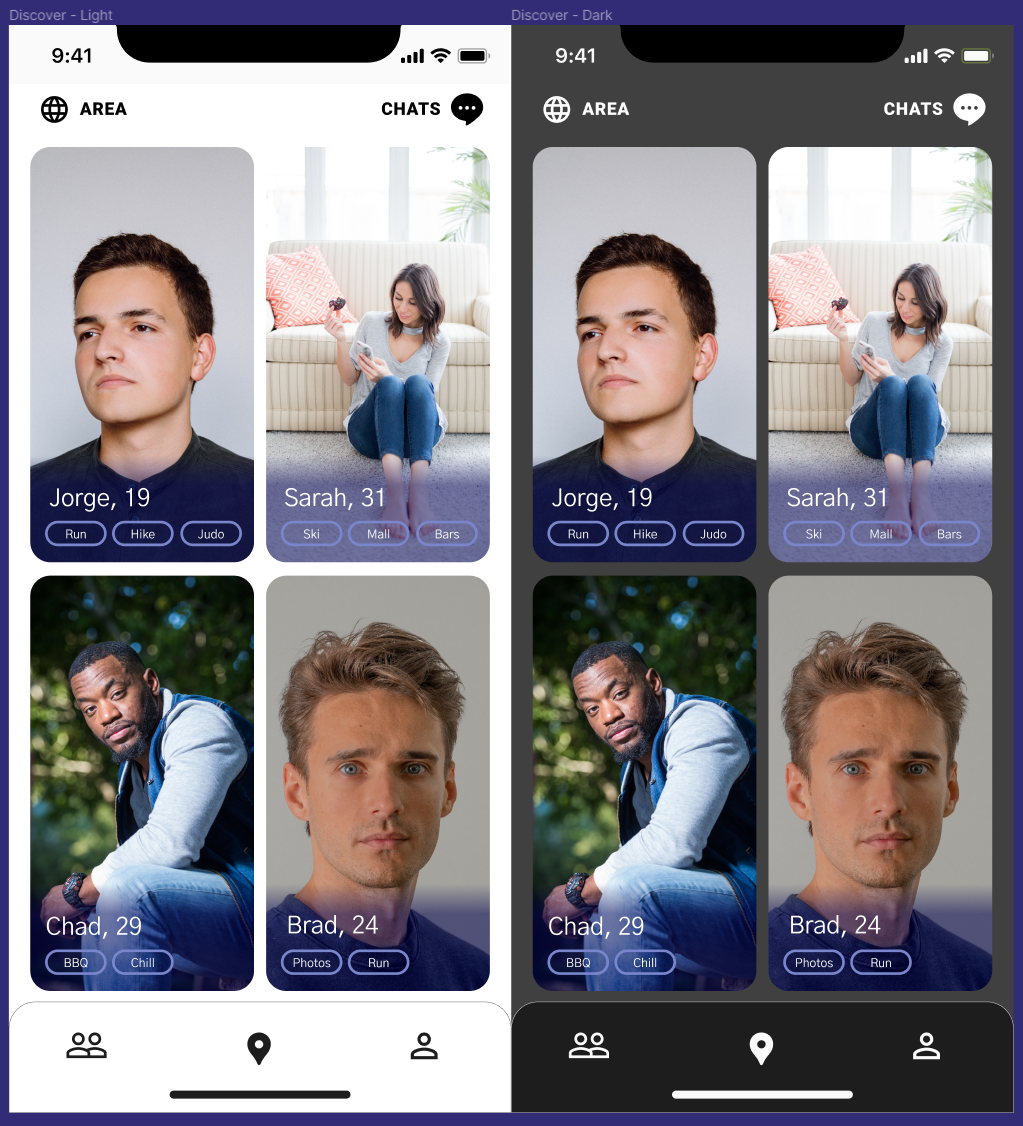 Discover - Light
9:41
AREA
CHATS
Jorge, 19
Run Hike Judo
Sarah, 31
Ski Mall Bars
Chad, 29
BBQ Chill
Brad, 24
Photos Run
Discover - Dark
9:41
AREA
CHATS
Jorge, 19
Run Hike Judo
Sarah, 31
Ski Mall Bars
Chad, 29
BBQ Chill
Brad, 24
Photos Run